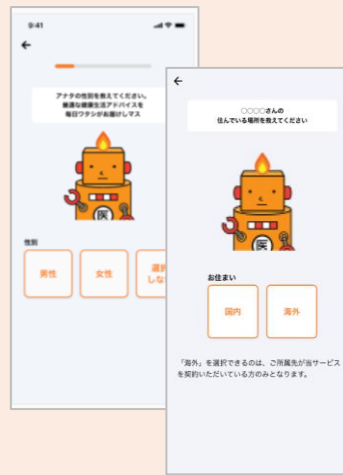 9:41
アナタの性別を教えてください。
最適な健康生活アドバイスを
毎日ワタシがお届けしマス
医
性別
男性
女性
選択
しな
○○○○さんの
住んでいる場所を教えてください
医
お住まい
国内
海外
「海外」を選択できるのは、ご所属先が当サービス
を契約いただいている方のみとなります。